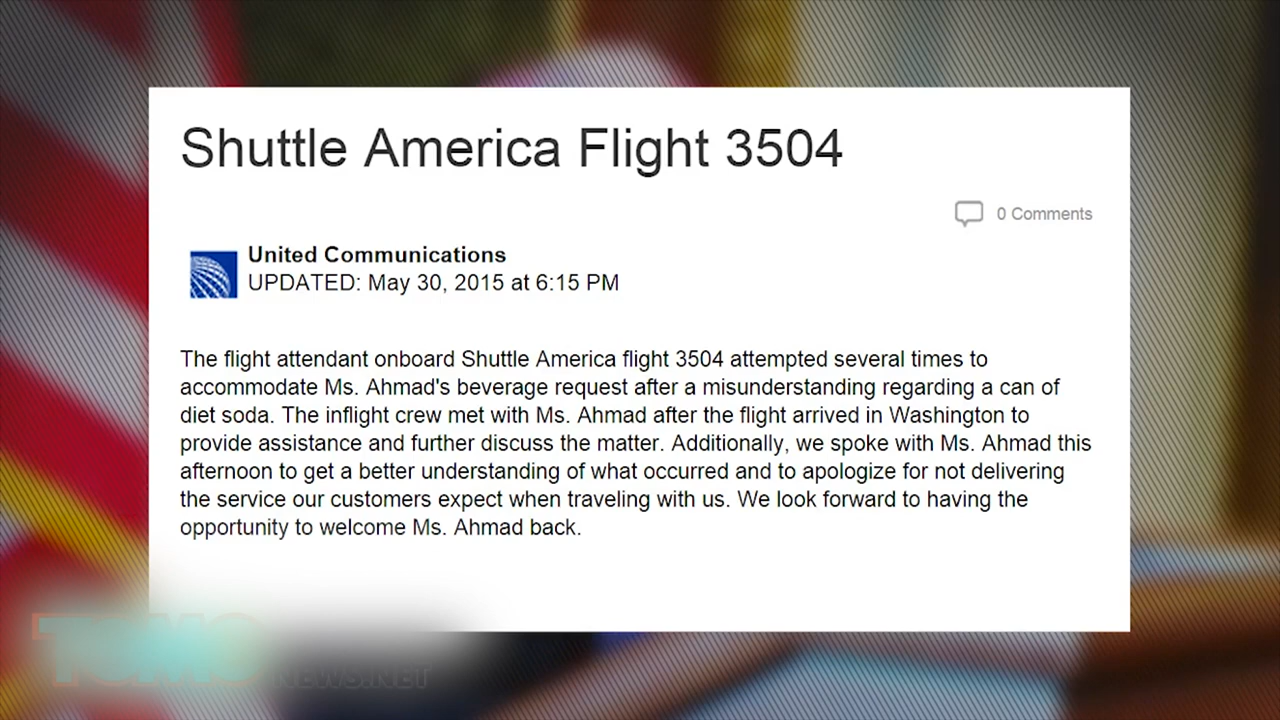 Shuttle America Flight 3504
0 Comments
United Communications
UPDATED: May 30, 2015 at 6:15 PM
The flight attendant onboard Shuttle America flight 3504 attempted several times to
accommodate Ms. Ahmad's beverage request after a misunderstanding regarding a can of
diet soda. The inflight crew met with Ms. Ahmad after the flight arrived in Washington to
provide assistance and further discuss the matter. Additionally, we spoke with Ms. Ahmad this
afternoon to get a better understanding of what occurred and to apologize for not delivering
the service our customers expect when traveling with us. We look forward to having the
opportunity to welcome Ms. Ahmad back.
TOMO
NEWS.NET